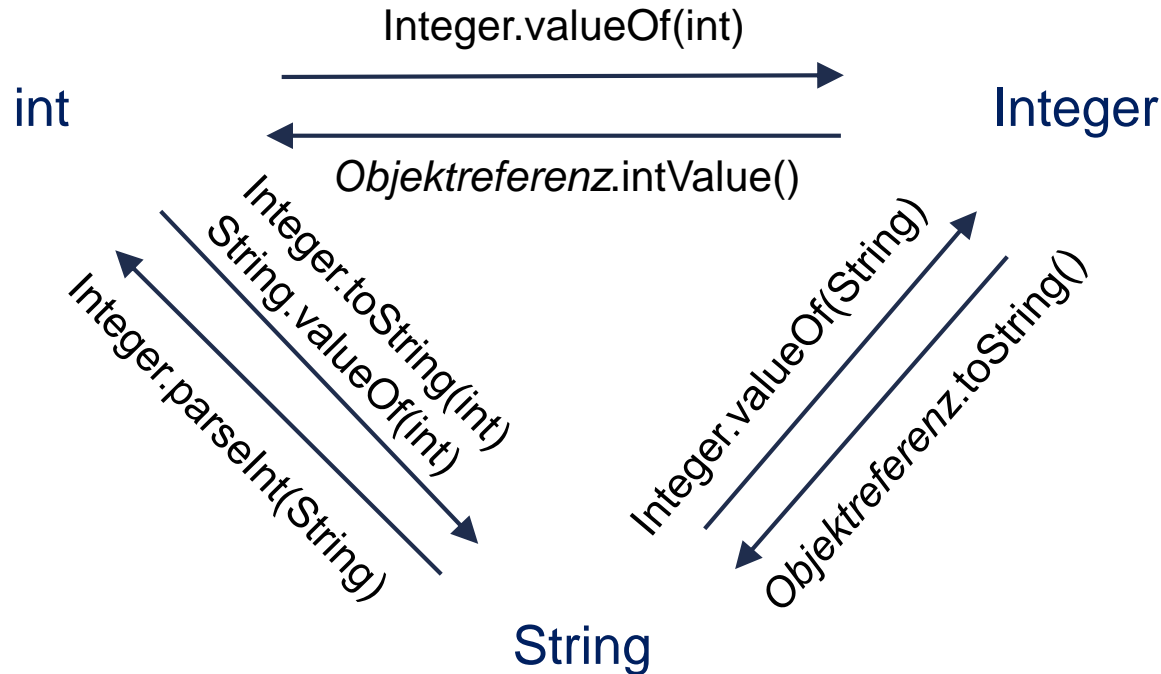 Integer.valueOf(int)
int
Integer
Objektreferenz.intValue()
Integer.toString(int)
String.valueOf(int)
Integer.parseInt(String)
Integer.valueOf(String)
Objektreferenz.toString()
String